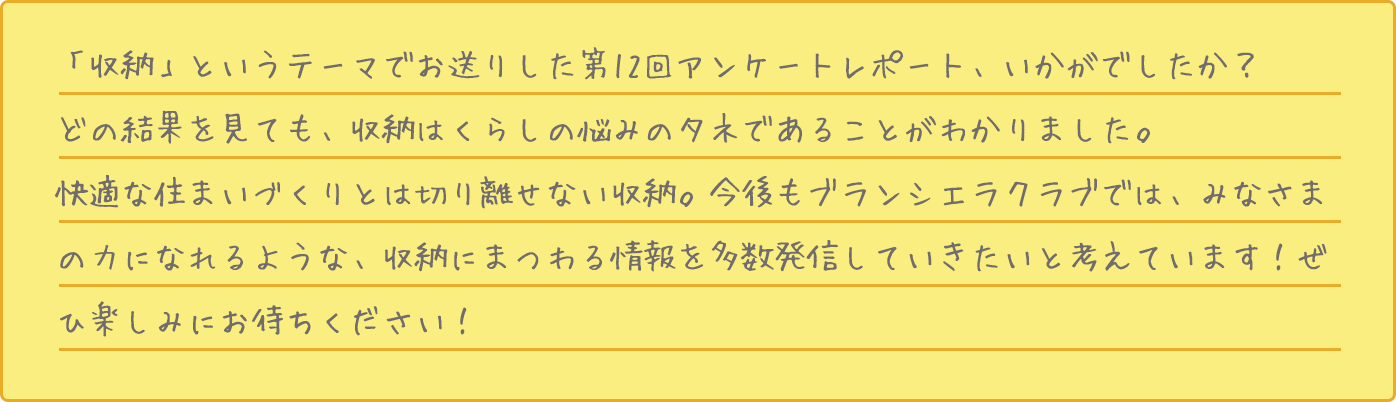 「収納」というテーマでお送りした第12回アンケートレポート、いかがでしたか？
どの結果を見ても、収納はくらしの悩みのタネであることがわかりました。
快適な住まいづくりとは切り離せない収納。今後もブランシエラクラブでは、みなさま
の力になれるような、収納にまつわる情報を多数発信していきたいと考えています！ぜ
ひ楽しみにお待ちください！